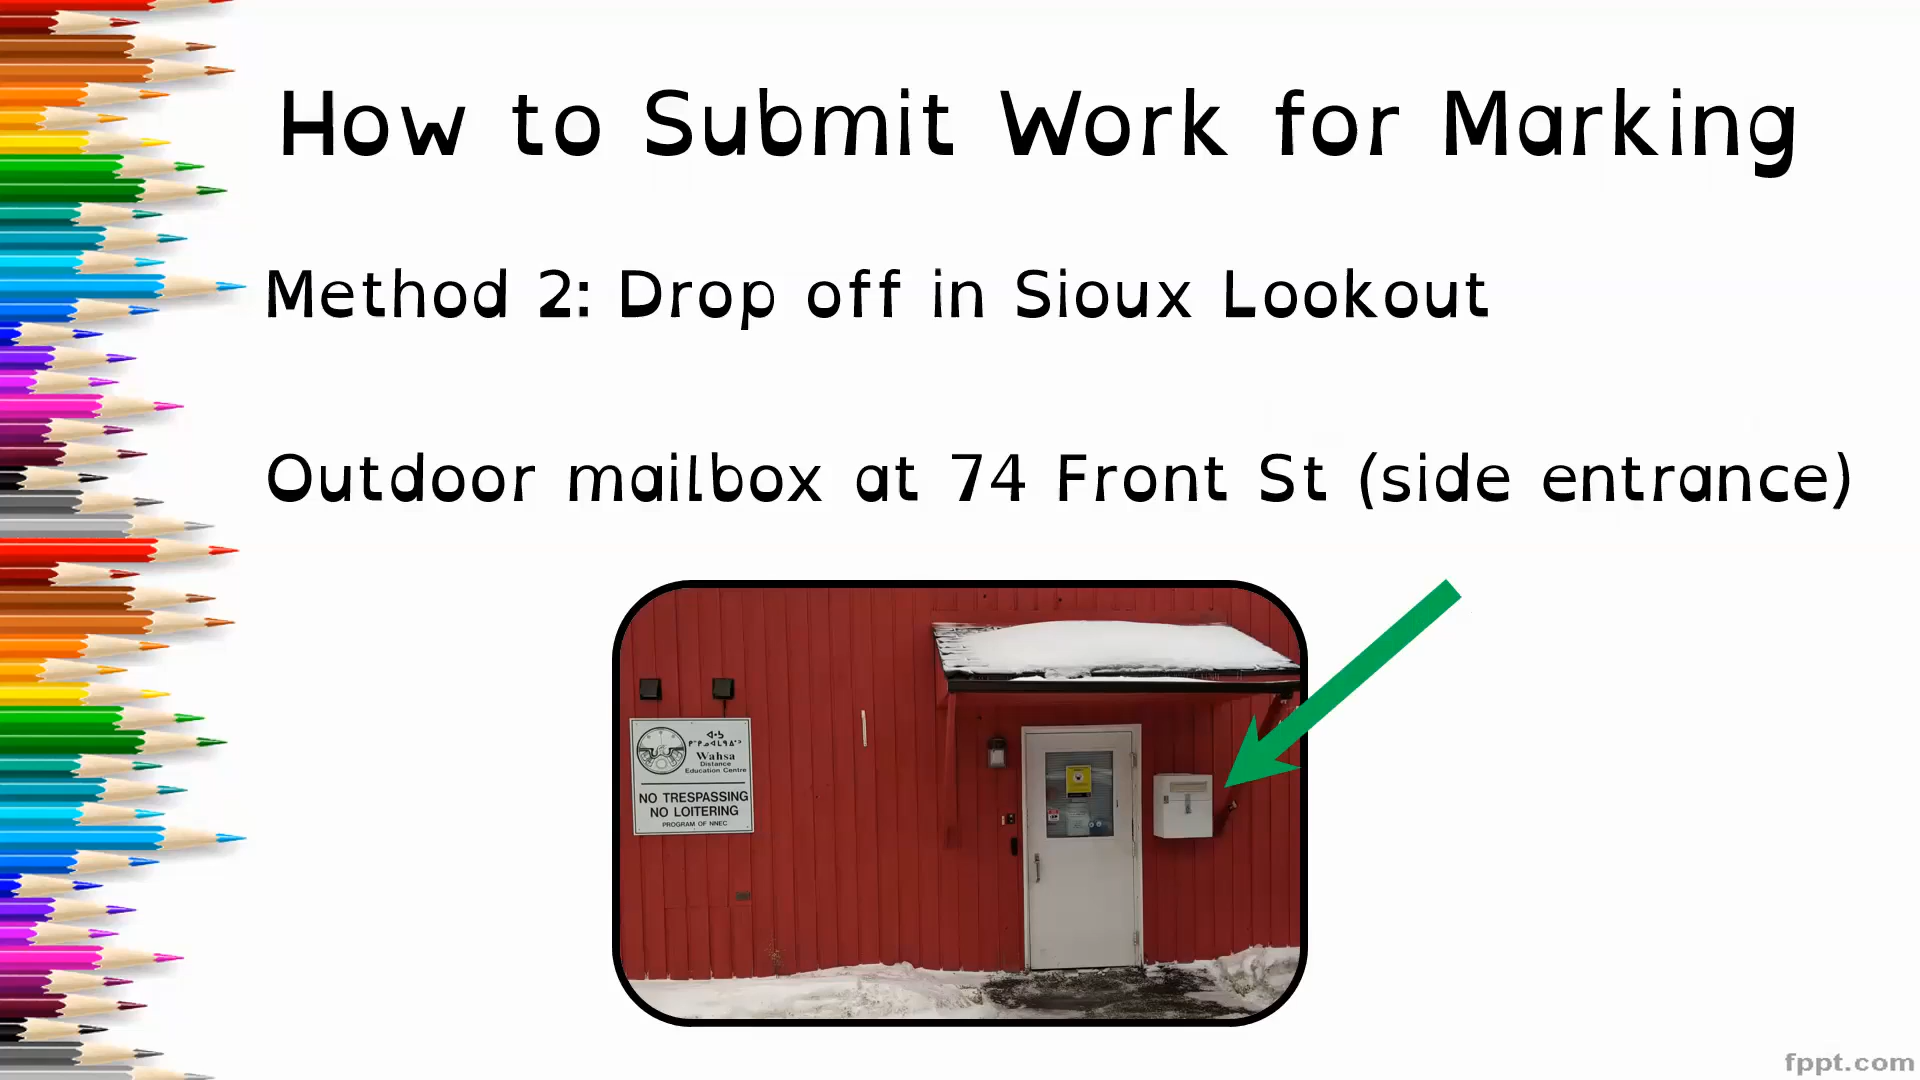 How to Submit Work for Marking
Method 2: Drop off in Sioux Lookout
Outdoor mailbox at 74 Front St (side entrance)
Wahsa
Distance
Education Centre
NO TRESPASSING
NO LOITERING
PROGRAM OF NNEC
fppt.com